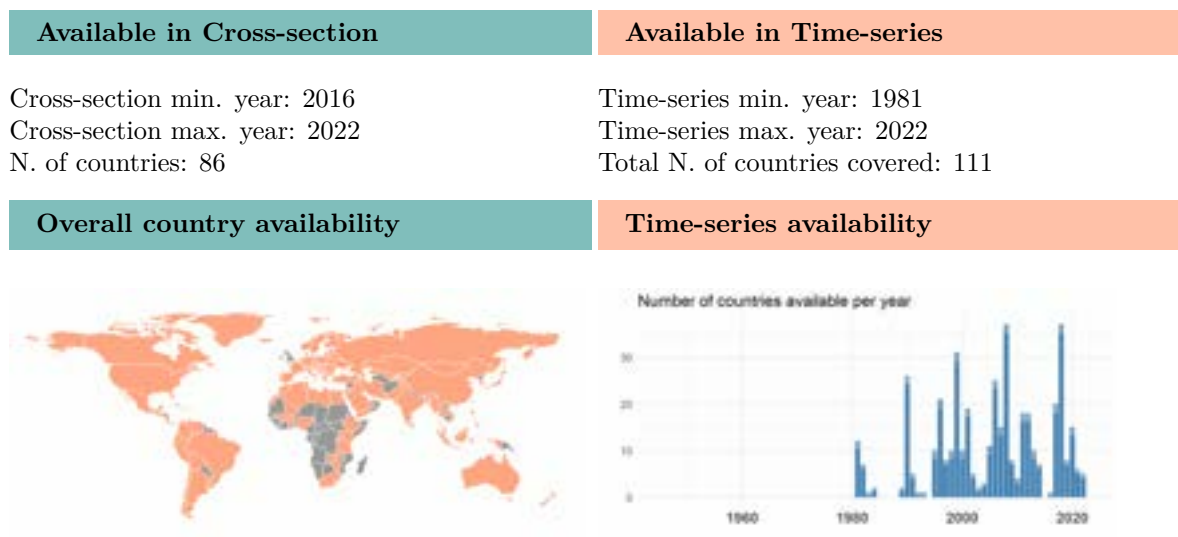 Available in Cross-section
Available in Time-series
Cross-section min. year: 2016
Cross-section max. year: 2022
N. of countries: 86
Time-series min. year: 1981
Time-series max. year: 2022
Total N. of countries covered: 111
Overall country availability
Time-series availability
Number of countries available per year
30
20
10
0
1960
1980
2000
2020